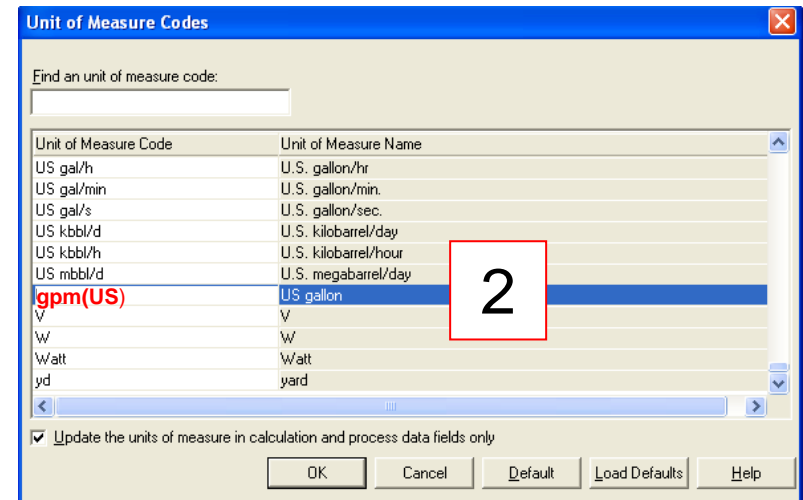 Unit of Measure Codes
Find an unit of measure code:
Unit of Measure Code Unit of Measure Name
US gal/h U.S. gallon/hr
US gal/min U.S. gallon/min.
US gal/s U.S. gallon/sec.
US kbbl/d U.S. kilobarrel/day
US kbbl/h U.S. kilobarrel/hour
US mbbl/d U.S. megabarrel/day
gpm(US) US gallon
2
V V
W W
Watt Watt
yd yard
Update the units of measure in calculation and process data fields only
OK Cancel Default Load Defaults Help